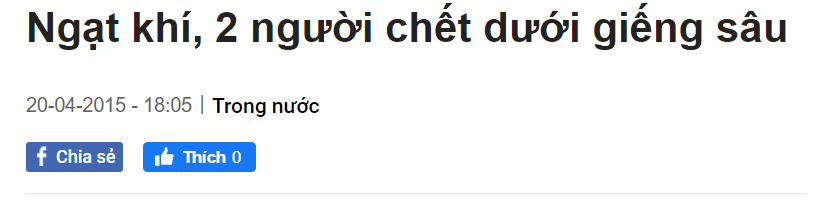 Ngạt khí, 2 người chết dưới giếng sâu
20-04-2015 - 18:05 | Trong nước
Chia sẻ Thích 0